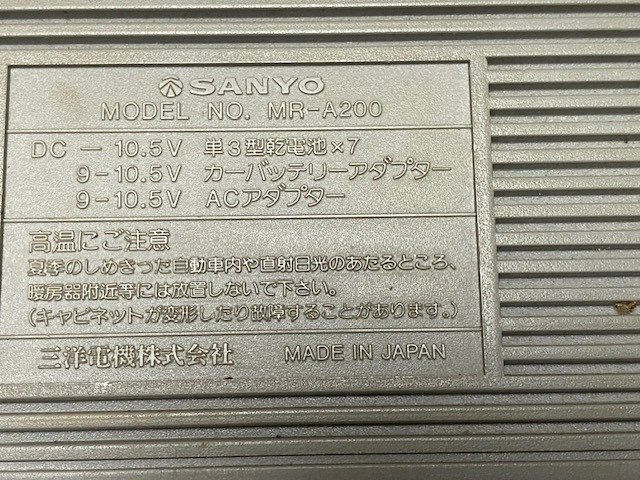 SANYO
MODEL NO. MR-A200
DC ー 10.5V 単3型乾電池×7
9-10.5V カーバッテリーアダプター
9-10.5V ACアダプター
高温にご注意
夏季のしめきった自動車内や直射日光のあたるところ、
暖房器附近等には放置しないで下さい。
(キャビネットが変形したり故障することがあります。)
三洋電機株式会社 MADE IN JAPAN